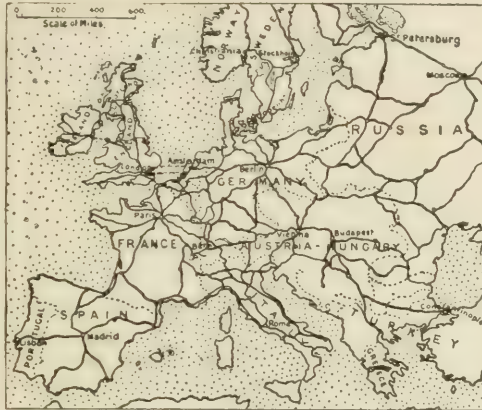 0 200 400 600
Scale of Miles.
NORWAY
SWEDEN
Christiania
Stockholm
Petersburg
Moscow
RUSSIA
London
Amsterdam
Berlin
GERMANY
Paris
FRANCE
Vienna
Budapest
AUSTRIA-HUNGARY
SPAIN
PORTUGAL
Lisbon
Madrid
ITALY
Rome
Constantinople
TURKEY
GREECE